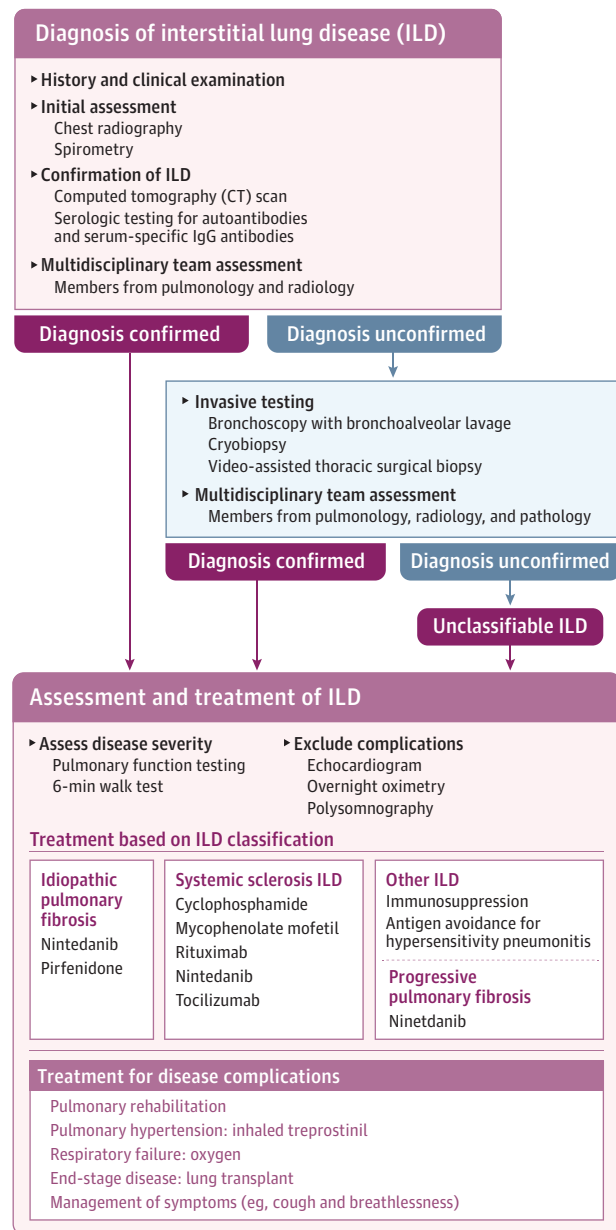 Diagnosis of interstitial lung disease (ILD)
▸ History and clinical examination
▸ Initial assessment
Chest radiography
Spirometry
▸ Confirmation of ILD
Computed tomography (CT) scan
Serologic testing for autoantibodies
and serum-specific IgG antibodies
▸ Multidisciplinary team assessment
Members from pulmonology and radiology
Diagnosis confirmed
Diagnosis unconfirmed
▸ Invasive testing
Bronchoscopy with bronchoalveolar lavage
Cryobiopsy
Video-assisted thoracic surgical biopsy
▸ Multidisciplinary team assessment
Members from pulmonology, radiology, and pathology
Diagnosis confirmed
Diagnosis unconfirmed
Unclassifiable ILD
Assessment and treatment of ILD
▸ Assess disease severity
Pulmonary function testing
6-min walk test
▸ Exclude complications
Echocardiogram
Overnight oximetry
Polysomnography
Treatment based on ILD classification
Idiopathic
pulmonary
fibrosis
Nintedanib
Pirfenidone
Systemic sclerosis ILD
Cyclophosphamide
Mycophenolate mofetil
Rituximab
Nintedanib
Tocilizumab
Other ILD
Immunosuppression
Antigen avoidance for
hypersensitivity pneumonitis
Progressive
pulmonary fibrosis
Ninetdanib
Treatment for disease complications
Pulmonary rehabilitation
Pulmonary hypertension: inhaled treprostinil
Respiratory failure: oxygen
End-stage disease: lung transplant
Management of symptoms (eg, cough and breathlessness)